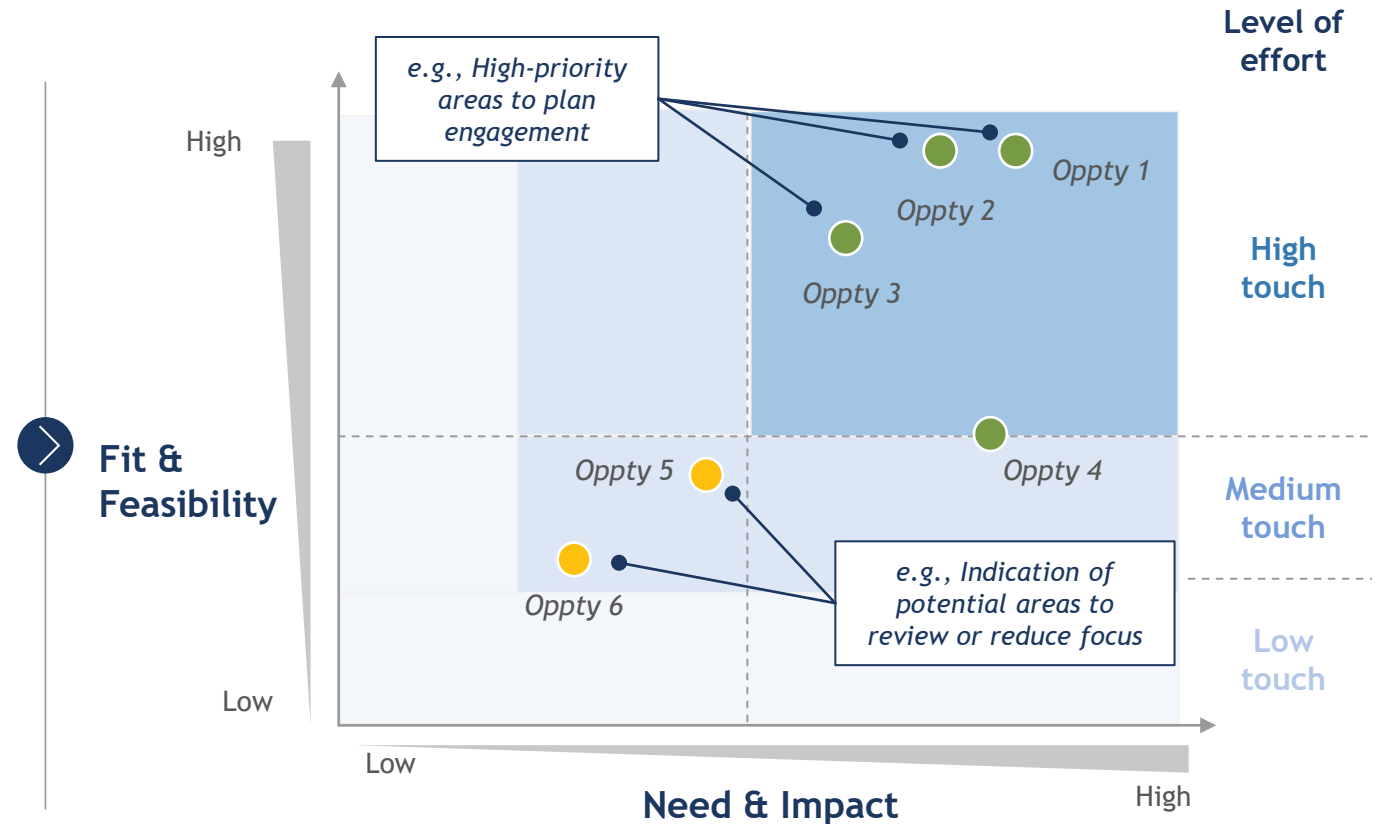 Level of
effort
e.g., High-priority
areas to plan
engagement
High
Oppty 1
Oppty 2
High
touch
Oppty 3
Fit &
Feasibility
Oppty 5
Oppty 4
Medium
touch
e.g., Indication of
potential areas to
review or reduce focus
Oppty 6
Low
touch
Low
Low
High
Need & Impact